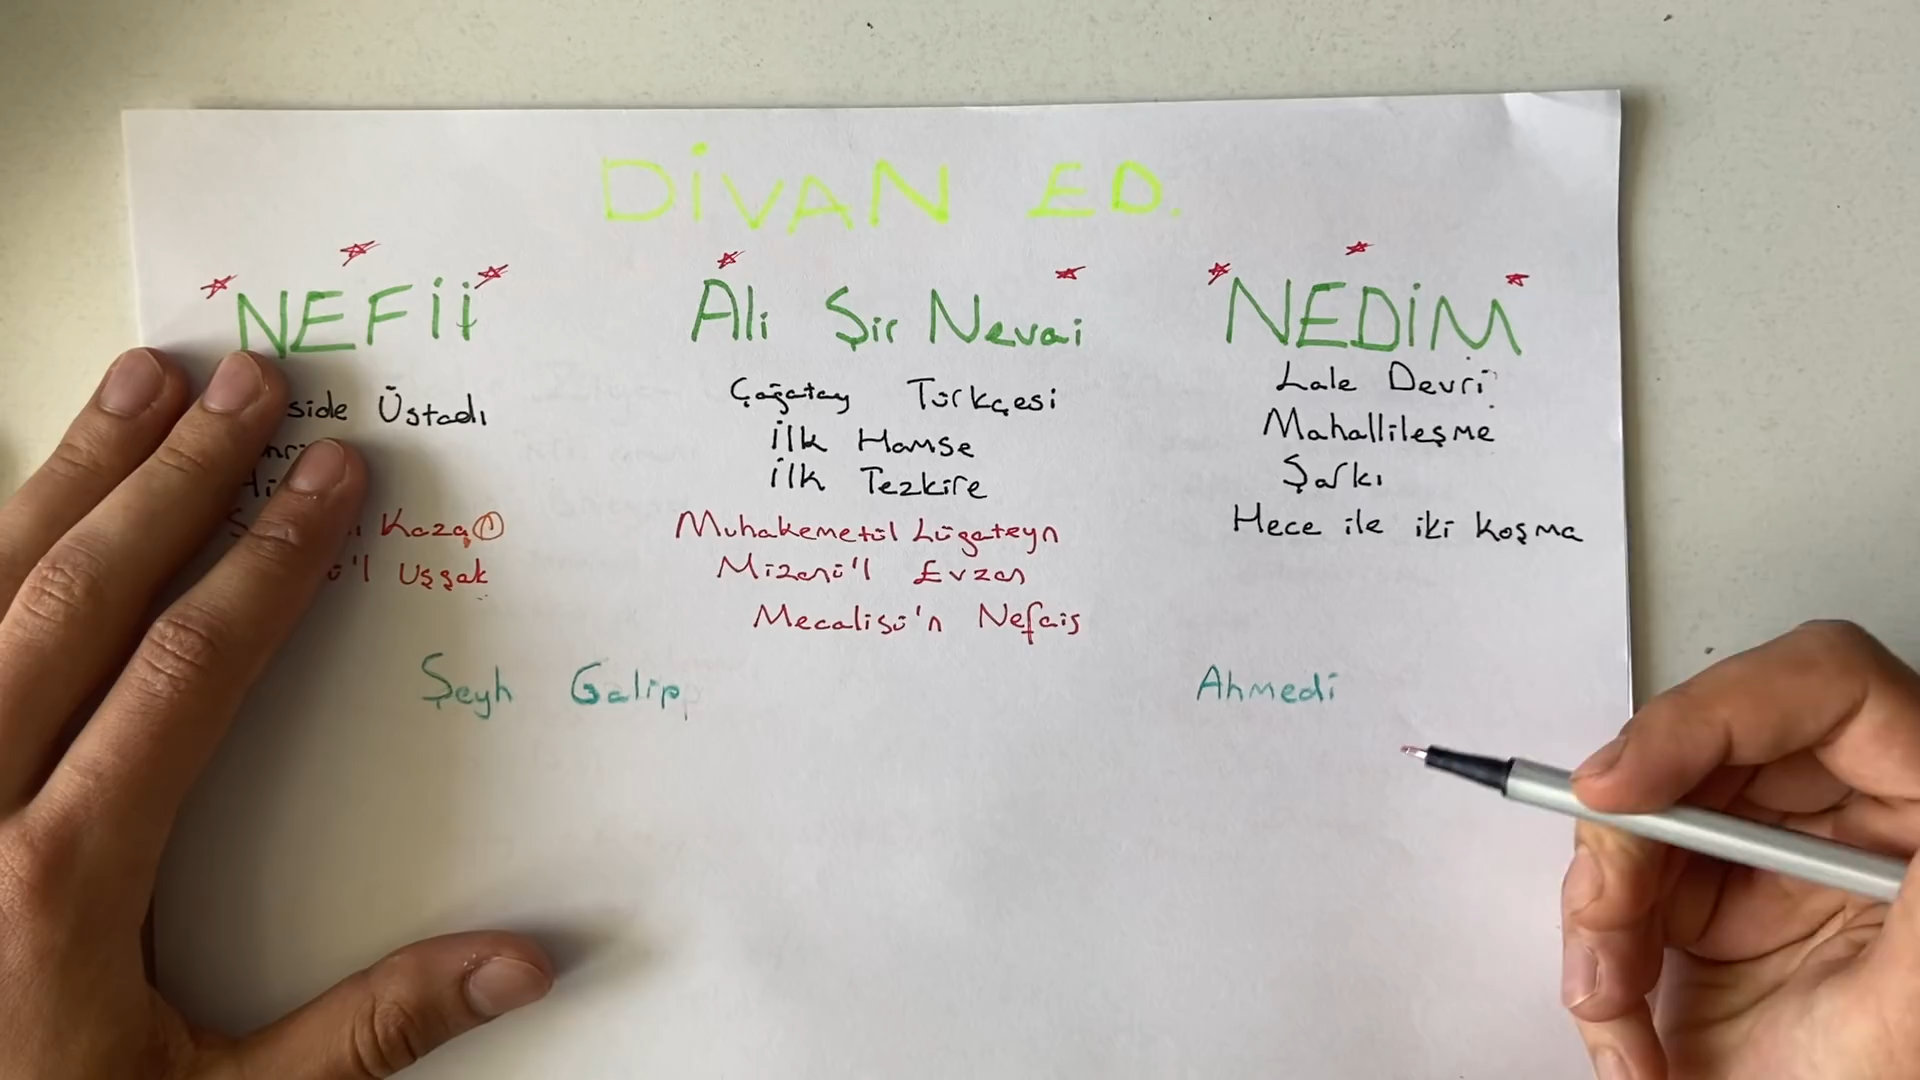 DİVAN ED.
NEFİİ
side Üstadı
Kaza
Uşşak
Ali Şir Nevai
Çağatay Türkçesi
İlk Hamse
İlk Tezkire
Muhakemetül Lügateyn
Mizanü'l Evzan
Mecalisü'n Nefais
NEDİM
Lale Devri
Mahallileşme
Şarkı
Hece ile iki koşma
Şeyh Galip
Ahmedi